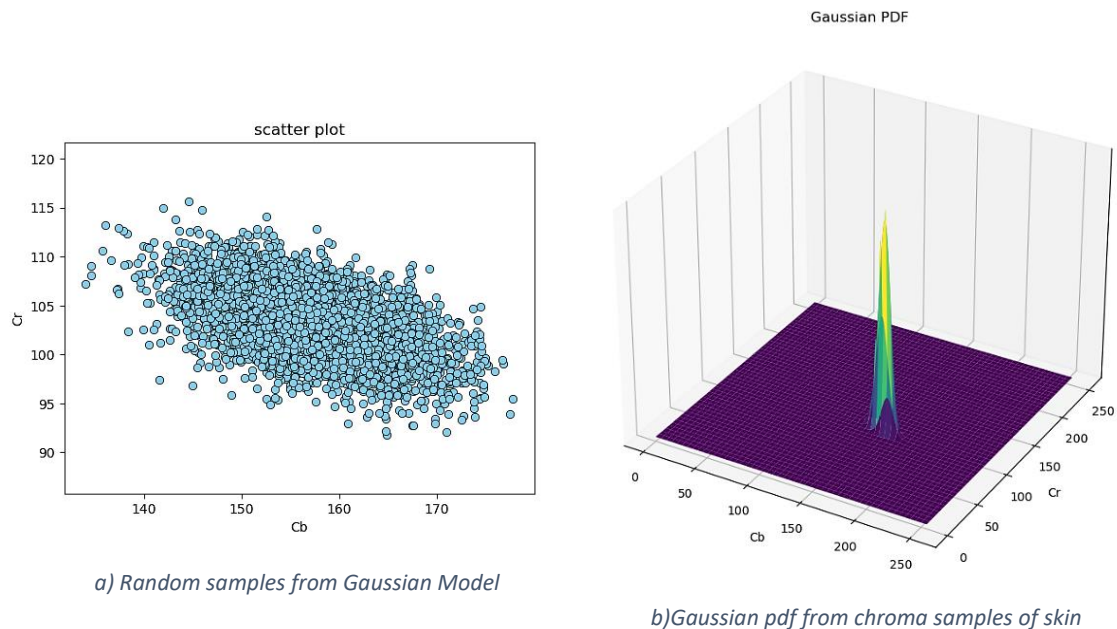 scatter plot
120
115
110
105
100
95
90
Cr
140 150 160 170
Cb
a) Random samples from Gaussian Model
Gaussian PDF
0
50
100
150
200
250
Cb
0
50
100
150
200
250
Cr
b)Gaussian pdf from chroma samples of skin